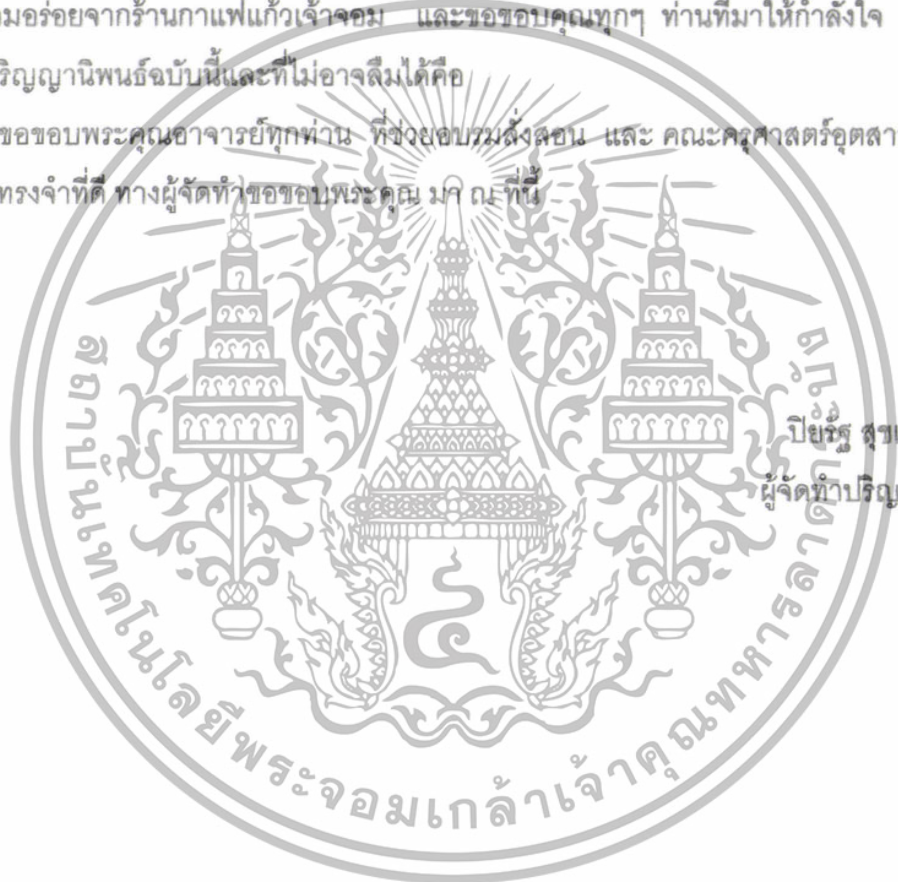 มอร่อยจากร้านกาแฟแก้วเจ้าจอม และขอขอบคุณทุกๆ ท่านที่มาให้กำลังใจ
ริญญานิพนธ์ฉบับนี้และที่ไม่อาจลืมได้คือ
ขอขอบพระคุณอาจารย์ทุกท่าน ที่ช่วยอบรมสั่งสอน และ คณะครุศาสตร์อุตสา
ทรงจำที่ดี ทางผู้จัดทำขอขอบพระคุณ มา ณ ที่นี้
ปิยรัฐ สุข
ผู้จัดทำปริญ
สถาบันเทคโนโลยีพระจอมเกล้าเจ้าคุณทหารลาดกระบัง